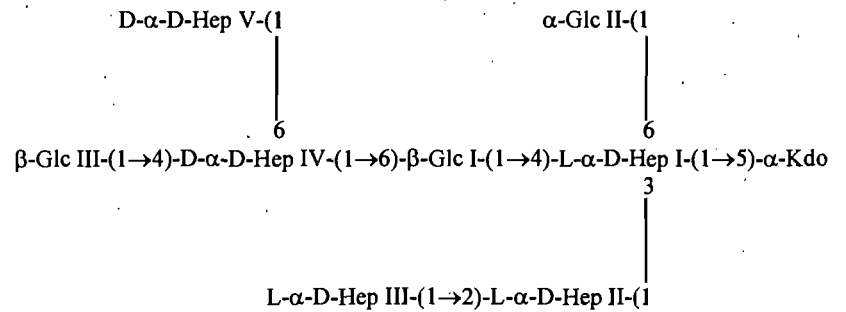 D-α-D-Hep V-(1 α-Glc II-(1
6 6
β-Glc III-(1→4)-D-α-D-Hep IV-(1→6)-β-Glc I-(1→4)-L-α-D-Hep I-(1→5)-α-Kdo
3
L-α-D-Hep III-(1→2)-L-α-D-Hep II-(1